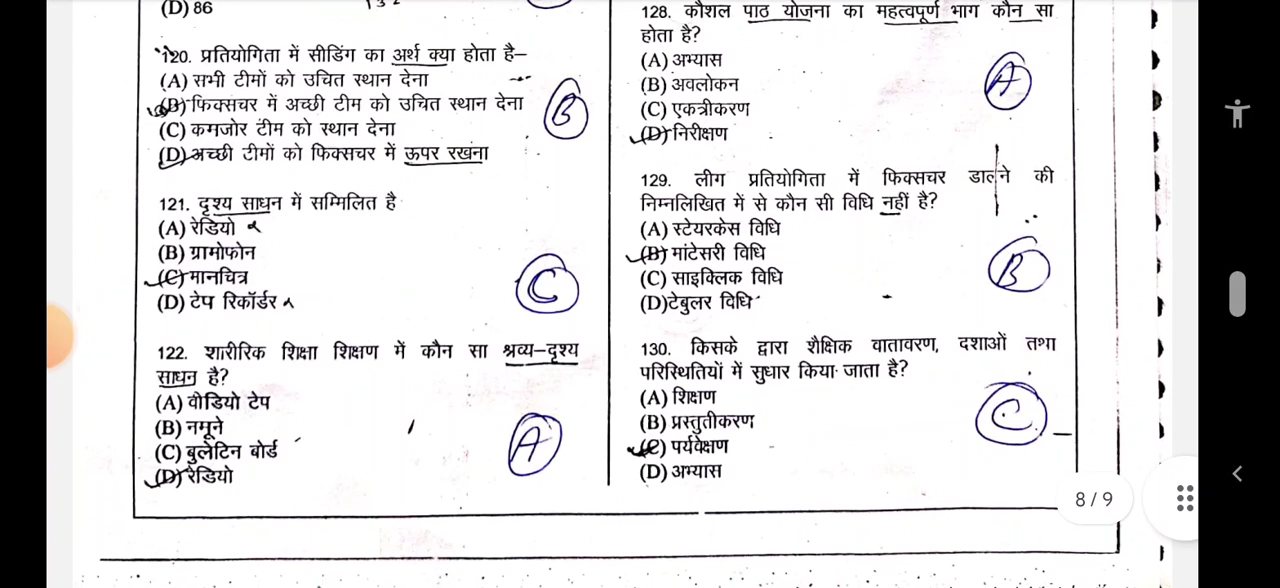 (D) 86
120. प्रतियोगिता में सीडिंग का अर्थ क्या होता है–
(A) सभी टीमों को उचित स्थान देना
(B) फिक्सचर में अच्छी टीम को उचित स्थान देना
B
(C) कमजोर टीम को स्थान देना
(D) अच्छी टीमों को फिक्सचर में ऊपर रखना
121. दृश्य साधन में सम्मिलित है
(A) रेडियो
(B) ग्रामोफोन
(C) मानचित्र
C
(D) टेप रिकॉर्डर
122. शारीरिक शिक्षा शिक्षण में कौन सा श्रव्य–दृश्य
साधन है?
(A) वीडियो टेप
(B) नमूने
A
(C) बुलेटिन बोर्ड
(D) रेडियो
128. कौशल पाठ योजना का महत्वपूर्ण भाग कौन सा
होता है?
(A) अभ्यास
A
(B) अवलोकन
(C) एकत्रीकरण
(D) निरीक्षण
129. लीग प्रतियोगिता में फिक्सचर डालने की
निम्नलिखित में से कौन सी विधि नहीं है?
(A) स्टेयरकेस विधि
(B) मांटेसरी विधि
B
(C) साइक्लिक विधि
(D) टेबुलर विधि
130. किसके द्वारा शैक्षिक वातावरण, दशाओं तथा
परिस्थितियों में सुधार किया जाता है?
(A) शिक्षण
(B) प्रस्तुतीकरण
C
(C) पर्यवेक्षण
(D) अभ्यास
8 / 9